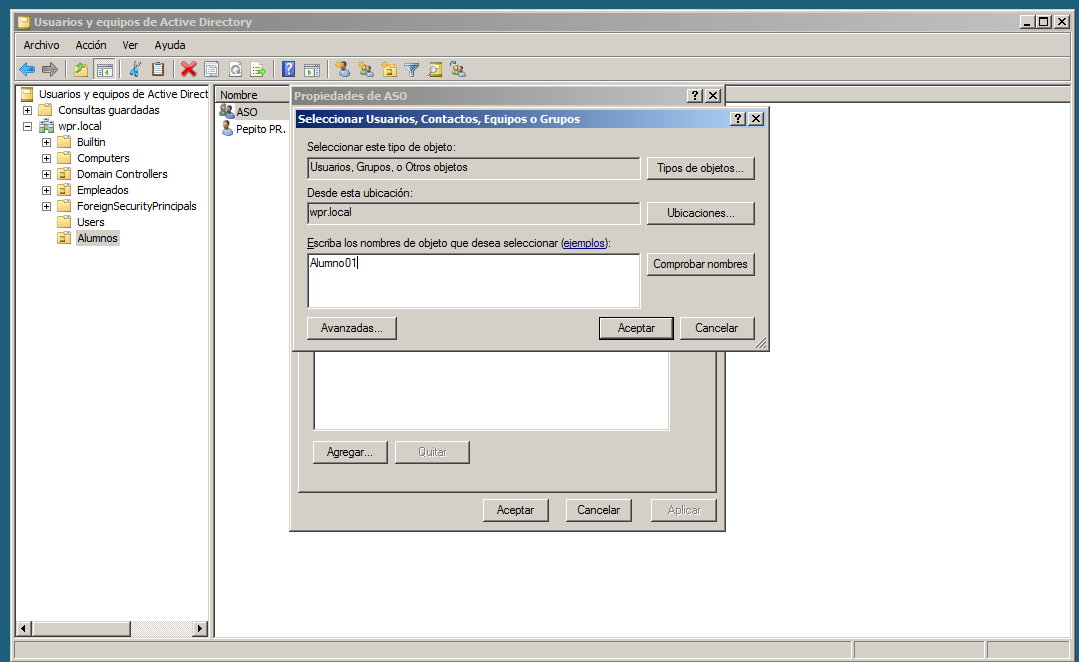 Usuarios y equipos de Active Directory
Archivo Acción Ver Ayuda
Usuarios y equipos de Active Direct
Consultas guardadas
wpr.local
Builtin
Computers
Domain Controllers
Empleados
ForeignSecurityPrincipals
Users
Alumnos
Nombre
ASO
Pepito PR.
Propiedades de ASO
Seleccionar Usuarios, Contactos, Equipos o Grupos
Seleccionar este tipo de objeto:
Usuarios, Grupos, o Otros objetos
Tipos de objetos...
Desde esta ubicación:
wpr.local
Ubicaciones...
Escriba los nombres de objeto que desea seleccionar (ejemplos):
Alumno01
Comprobar nombres
Avanzadas...
Aceptar
Cancelar
Agregar...
Quitar
Aceptar
Cancelar
Aplicar